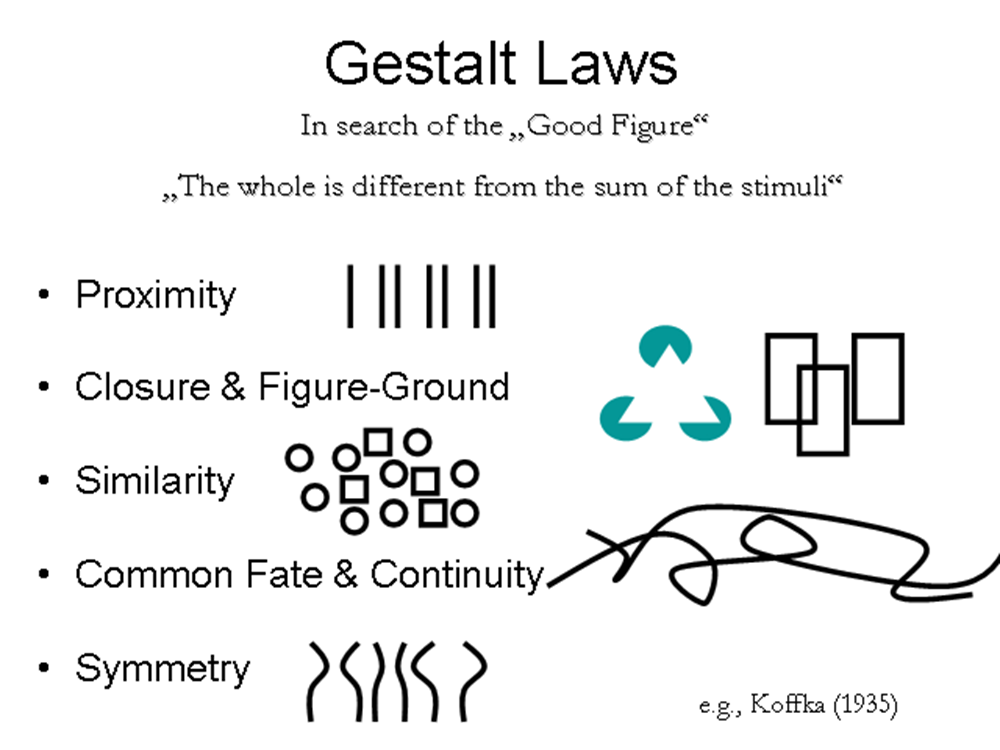 Gestalt Laws
In search of the „Good Figure“
„The whole is different from the sum of the stimuli“
• Proximity
• Closure & Figure-Ground
• Similarity
• Common Fate & Continuity
• Symmetry
e.g., Koffka (1935)